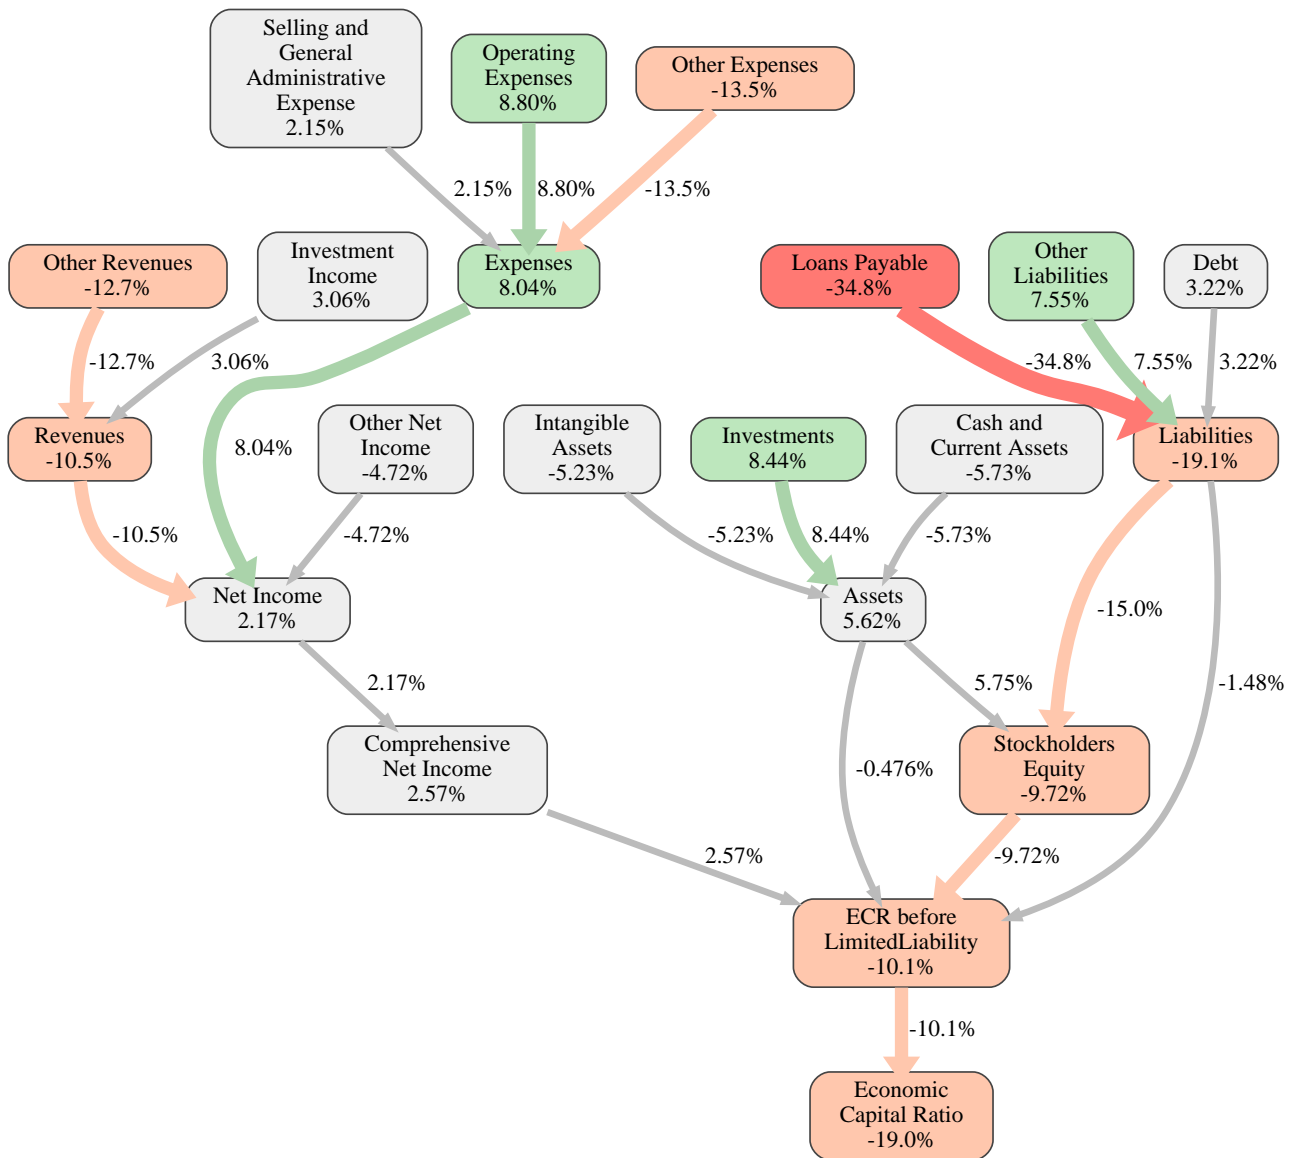 Selling and
General
Administrative
Expense
2.15%
Operating
Expenses
8.80%
Other Expenses
-13.5%
2.15%
8.80%
-13.5%
Other Revenues
-12.7%
Investment
Income
3.06%
Expenses
8.04%
Loans Payable
-34.8%
Other
Liabilities
7.55%
Debt
3.22%
-12.7%
3.06%
-34.8%
7.55%
3.22%
Revenues
-10.5%
8.04%
Other Net
Income
-4.72%
Intangible
Assets
-5.23%
Investments
8.44%
Cash and
Current Assets
-5.73%
Liabilities
-19.1%
-10.5%
-4.72%
-5.23%
8.44%
-5.73%
Net Income
2.17%
Assets
5.62%
-15.0%
2.17%
5.75%
-1.48%
Comprehensive
Net Income
2.57%
-0.476%
Stockholders
Equity
-9.72%
2.57%
-9.72%
ECR before
LimitedLiability
-10.1%
-10.1%
Economic
Capital Ratio
-19.0%